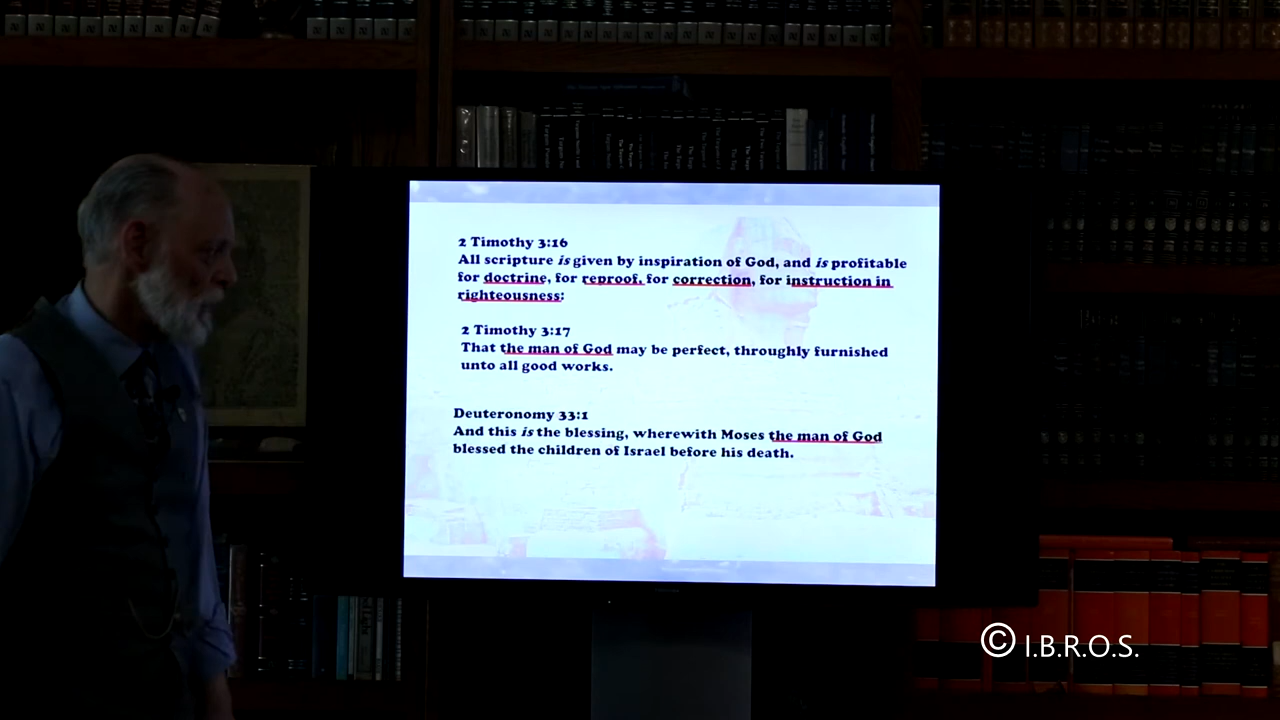 2 Timothy 3:16
All scripture is given by inspiration of God, and is profitable
for doctrine, for reproof, for correction, for instruction in
righteousness:
2 Timothy 3:17
That the man of God may be perfect, throughly furnished
unto all good works.
Deuteronomy 33:1
And this is the blessing, wherewith Moses the man of God
blessed the children of Israel before his death.
© I.B.R.O.S.